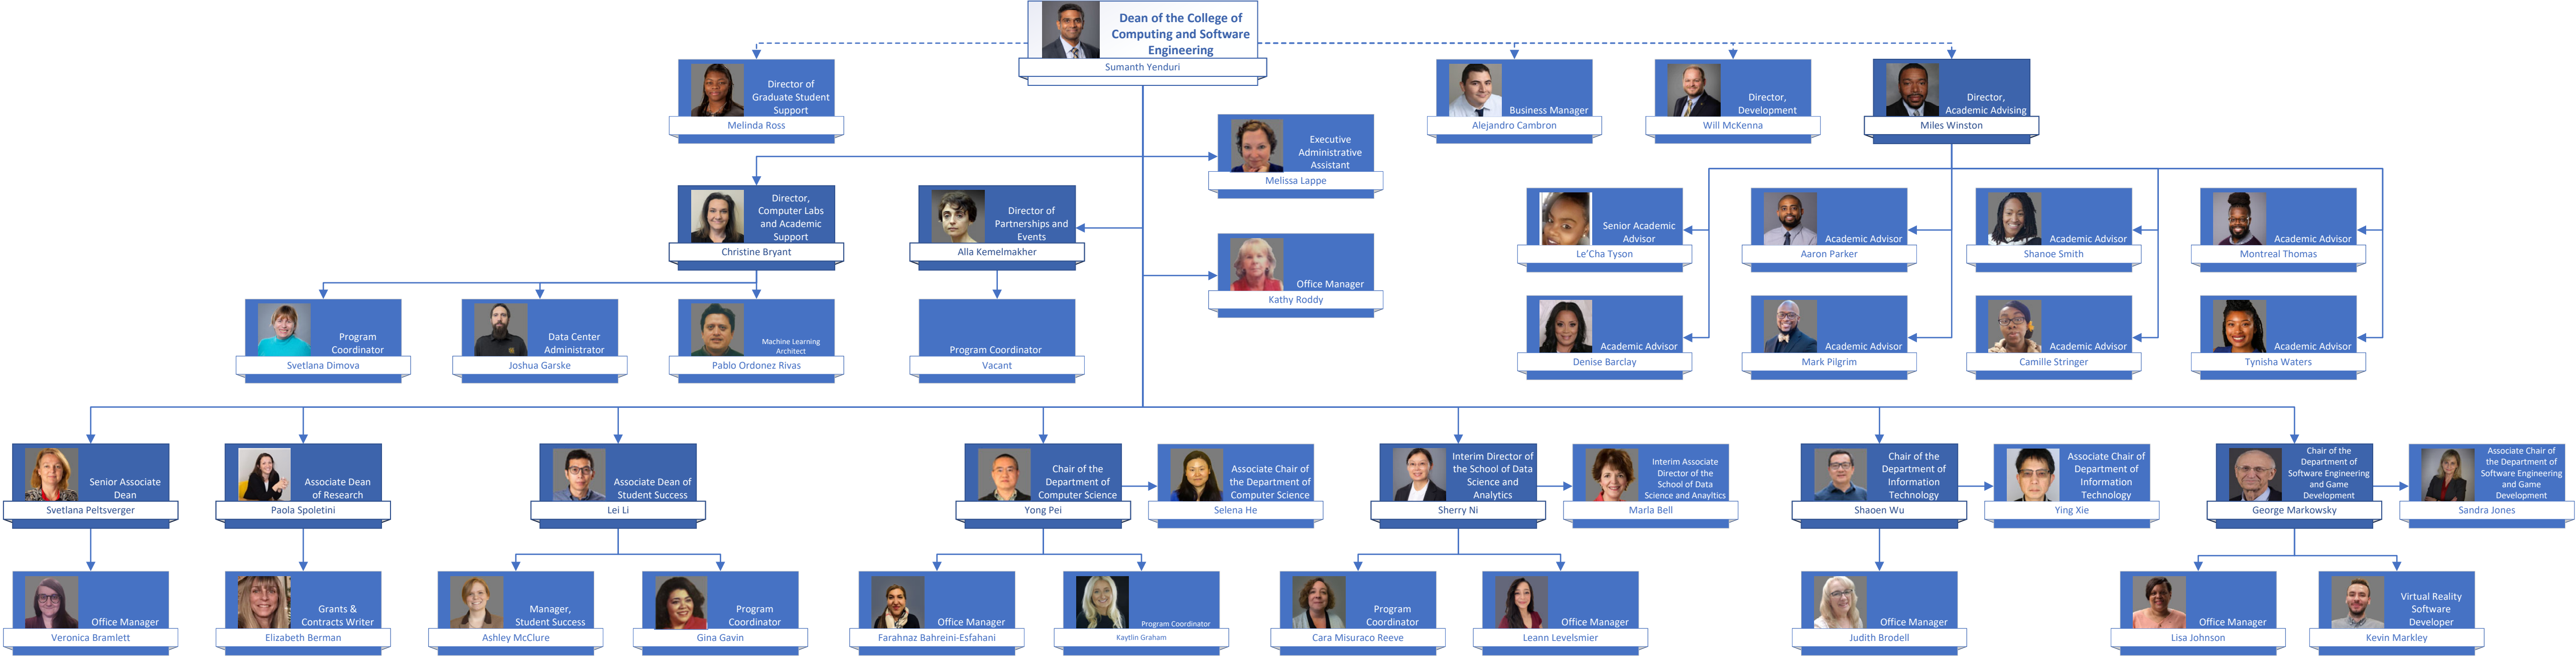 Dean of the College of
Computing and Software
Engineering
Sumanth Yenduri
Director of
Graduate Student
Support
Melinda Ross
Business Manager
Alejandro Cambron
Director,
Development
Will McKenna
Director,
Academic Advising
Miles Winston
Executive
Administrative
Assistant
Melissa Lappe
Director,
Computer Labs
and Academic
Support
Christine Bryant
Director of
Partnerships and
Events
Alla Kemelmakher
Office Manager
Kathy Roddy
Senior Academic
Advisor
Le’Cha Tyson
Academic Advisor
Aaron Parker
Academic Advisor
Shanoe Smith
Academic Advisor
Montreal Thomas
Program
Coordinator
Svetlana Dimova
Data Center
Administrator
Joshua Garske
Machine Learning
Architect
Pablo Ordonez Rivas
Program Coordinator
Vacant
Academic Advisor
Denise Barclay
Academic Advisor
Mark Pilgrim
Academic Advisor
Camille Stringer
Academic Advisor
Tynisha Waters
Senior Associate
Dean
Svetlana Peltsverger
Associate Dean
of Research
Paola Spoletini
Associate Dean of
Student Success
Lei Li
Chair of the
Department of
Computer Science
Yong Pei
Associate Chair of
the Department of
Computer Science
Selena He
Interim Director of
the School of Data
Science and
Analytics
Sherry Ni
Interim Associate
Director of the
School of Data
Science and Anayltics
Marla Bell
Chair of the
Department of
Information
Technology
Shaoen Wu
Associate Chair of
Department of
Information
Technology
Ying Xie
Chair of the
Department of
Software Engineering
and Game
Development
George Markowsky
Associate Chair of
the Department of
Software Engineering
and Game
Development
Sandra Jones
Office Manager
Veronica Bramlett
Grants &
Contracts Writer
Elizabeth Berman
Manager,
Student Success
Ashley McClure
Program
Coordinator
Gina Gavin
Office Manager
Farahnaz Bahreini-Esfahani
Program Coordinator
Kaytlin Graham
Program
Coordinator
Cara Misuraco Reeve
Office Manager
Leann Levelsmier
Office Manager
Judith Brodell
Office Manager
Lisa Johnson
Virtual Reality
Software
Developer
Kevin Markley